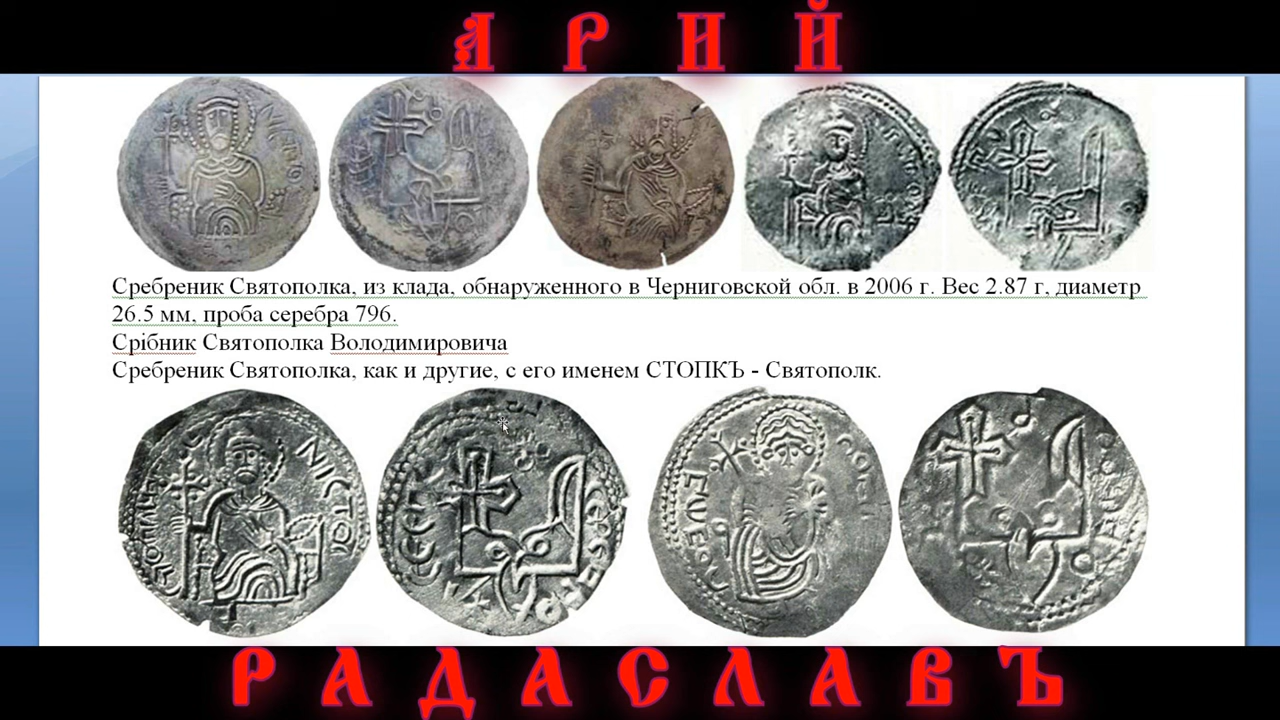 АРИЙ
Сребреник Святополка, из клада, обнаруженного в Черниговской обл. в 2006 г. Вес 2.87 г, диаметр
26.5 мм, проба серебра 796.
Срібник Святополка Володимировича
Сребреник Святополка, как и другие, с его именем СТОПКЪ - Святополк.
РАДАСЛАВЪ